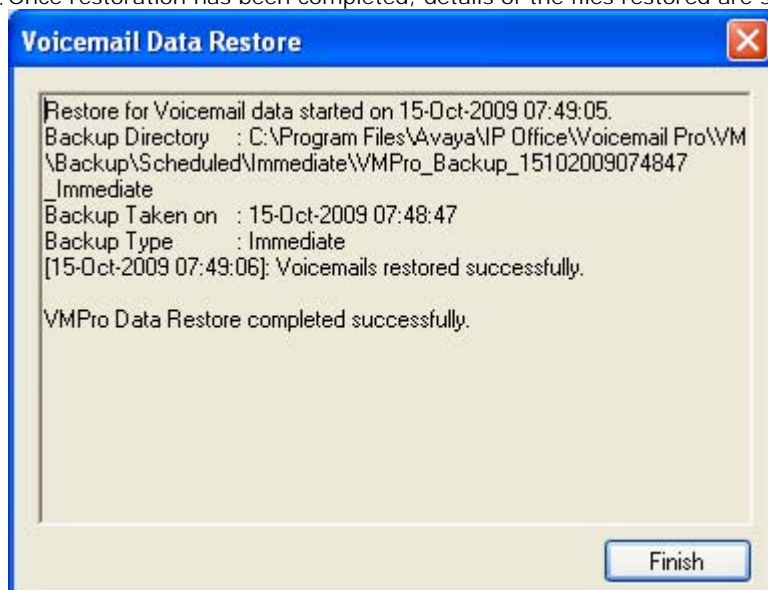 . Once restoration has been completed, details of the files restored are s
Voicemail Data Restore
Restore for Voicemail data started on 15-Oct-2009 07:49:05.
Backup Directory : C:\Program Files\Avaya\IP Office\Voicemail Pro\VM
\Backup\Scheduled\Immediate\VMPro_Backup_15102009074847
_Immediate
Backup Taken on : 15-Oct-2009 07:48:47
Backup Type : Immediate
[15-Oct-2009 07:49:06]: Voicemails restored successfully.
VMPro Data Restore completed successfully.
Finish